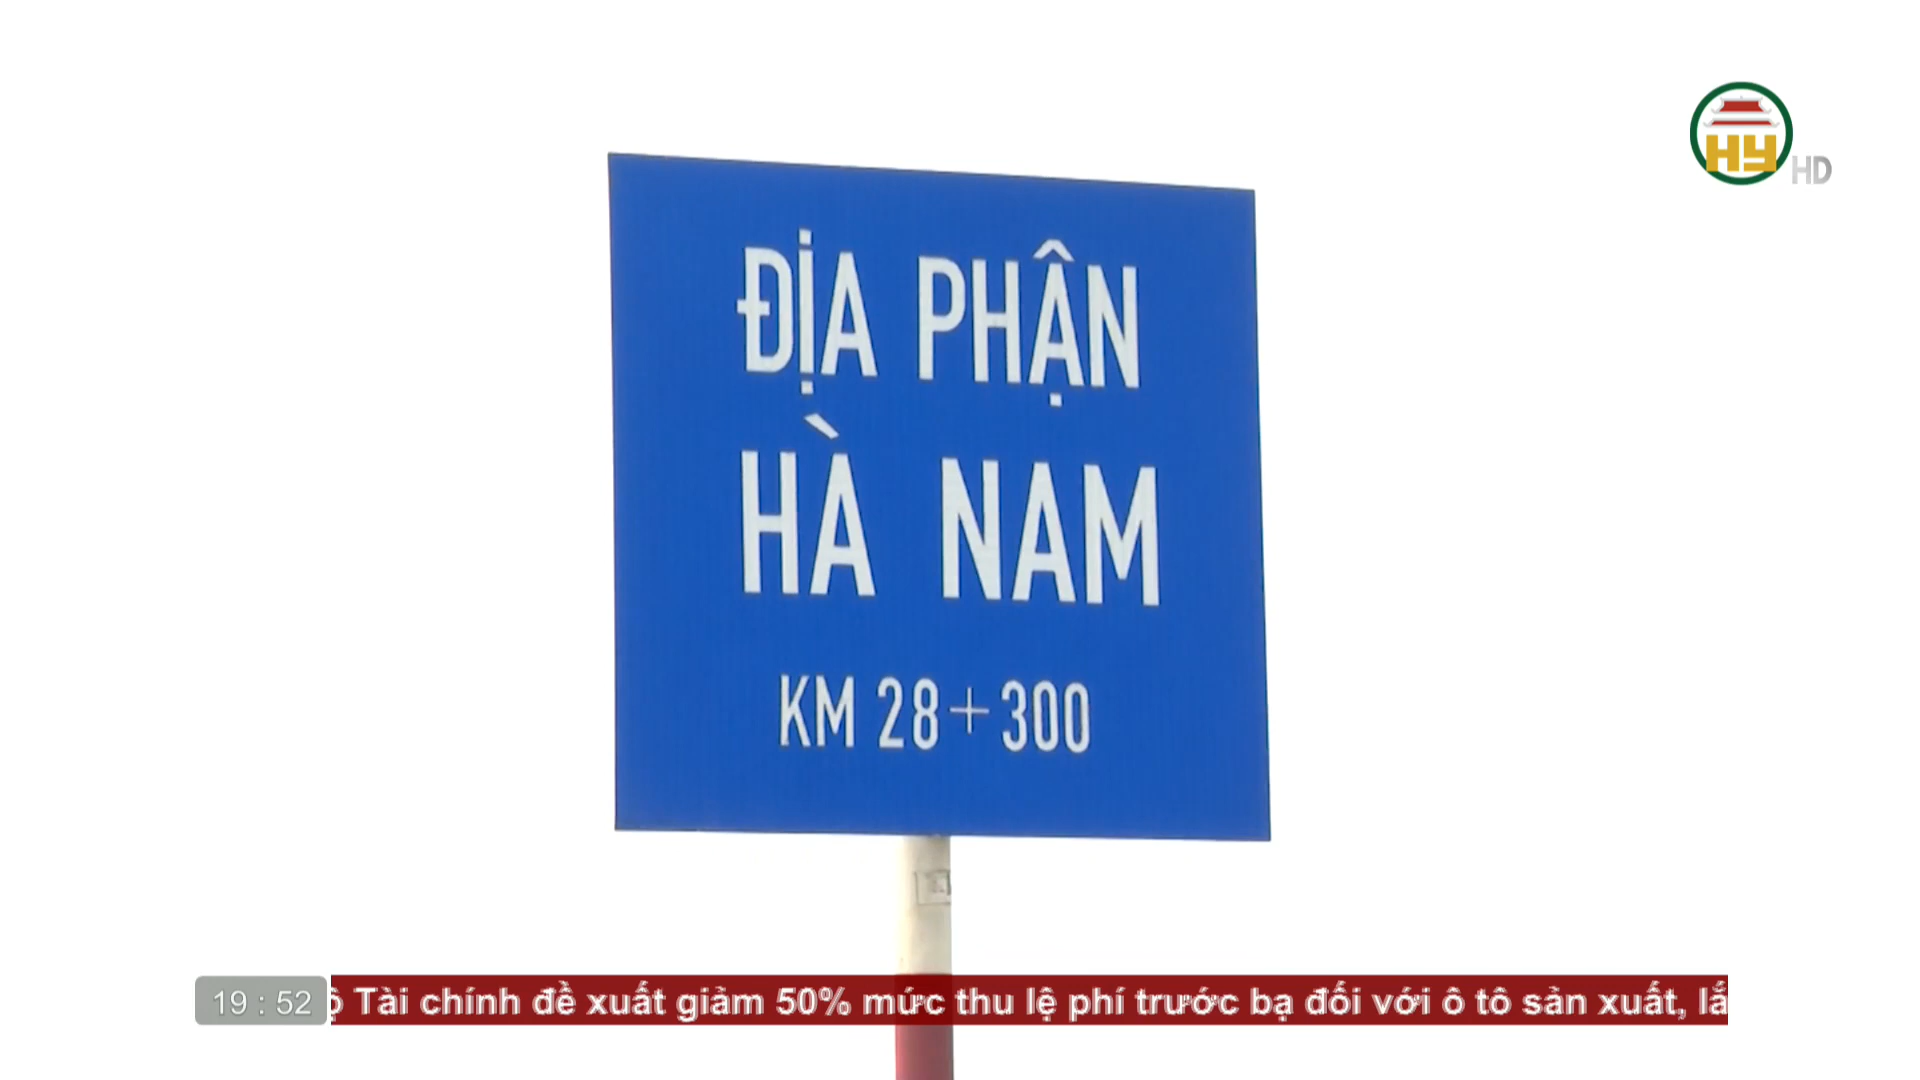 HY HD
ĐỊA PHẬN
HÀ NAM
KM 28+300
19 : 52
Tài chính đề xuất giảm 50% mức thu lệ phí trước bạ đối với ô tô sản xuất, lắ